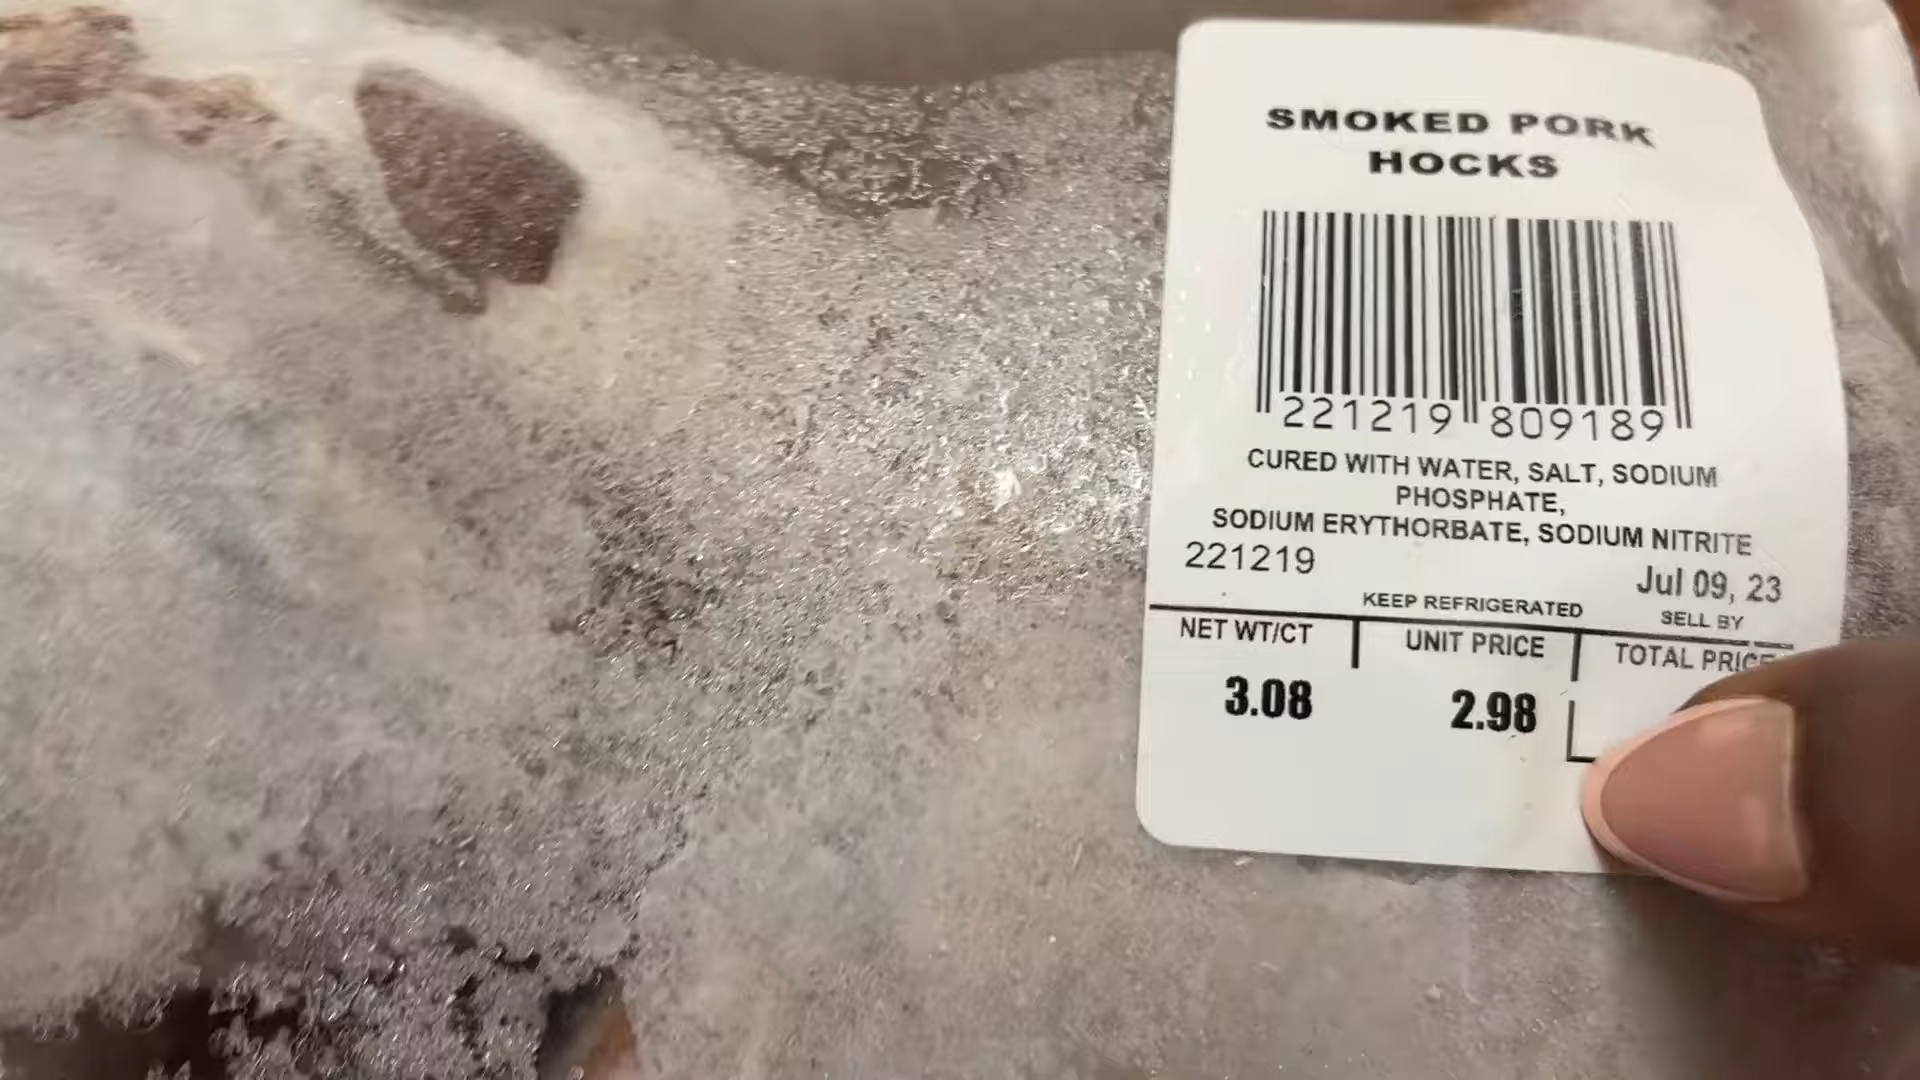 SMOKED PORK
HOCKS
221219 809189
CURED WITH WATER, SALT, SODIUM
PHOSPHATE,
SODIUM ERYTHORBATE, SODIUM NITRITE
221219
Jul 09, 23
KEEP REFRIGERATED
SELL BY
NET WT/CT
UNIT PRICE
TOTAL PRICE
3.08
2.98